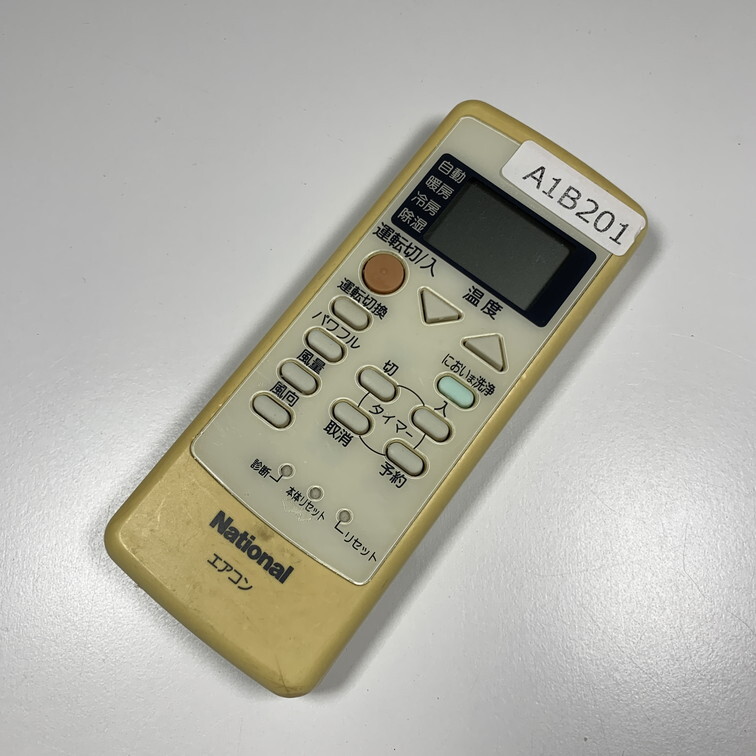 A1B201
自動
暖房
冷房
除湿
運転切/入
温度
運転切換
パワフル
風量
風向
切
においま洗浄
入
タイマー
取消
予約
診断
本体リセット
リセット
National
エアコン